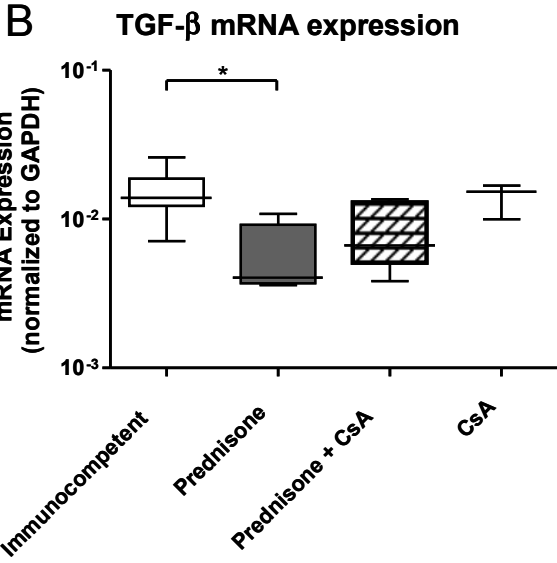 B
TGF-β mRNA expression
mRNA Expression
(normalized to GAPDH)
10-1
10-2
10-3
*
Immunocompetent
Prednisone
Prednisone + CsA
CsA